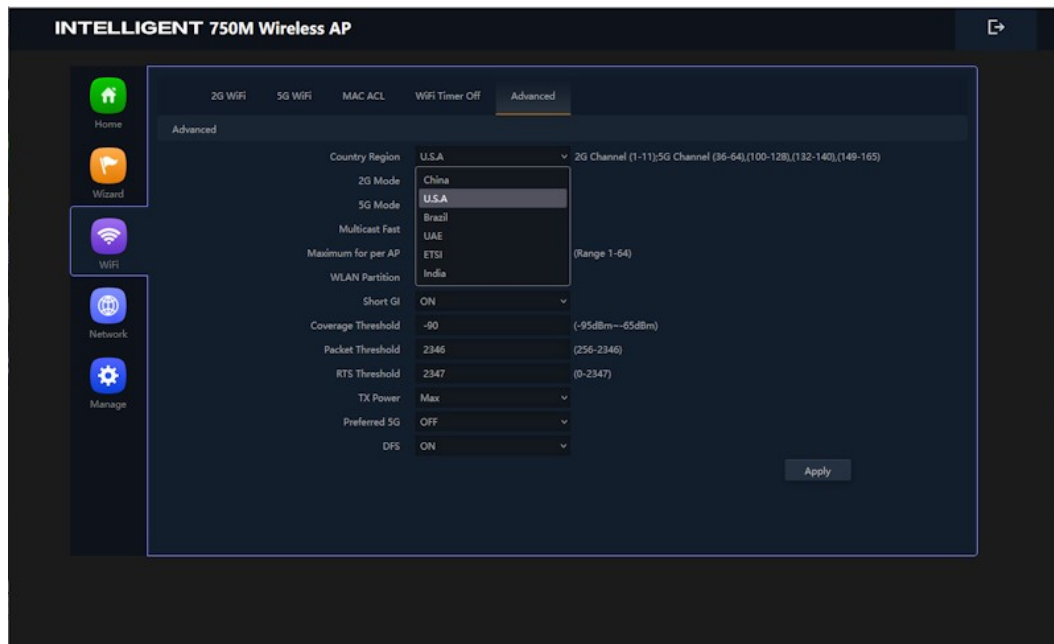 INTELLIGENT 750M Wireless AP
Home
Wizard
WiFi
Network
Manage
2G WiFi 5G WiFi MAC ACL WiFi Timer Off Advanced
Advanced
Country Region U.S.A 2G Channel (1-11);5G Channel (36-64),(100-128),(132-140),(149-165)
2G Mode China
U.S.A
5G Mode
Brazil
Multicast Fast
UAE
Maximum for per AP ETSI (Range 1-64)
WLAN Partition India
Short GI ON
Coverage Threshold -90 (-95dBm~-65dBm)
Packet Threshold 2346 (256-2346)
RTS Threshold 2347 (0-2347)
TX Power Max
Preferred 5G OFF
DFS ON
Apply